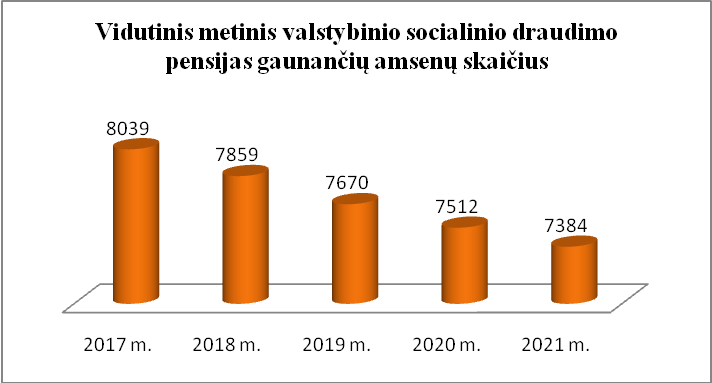 Vidutinis metinis valstybinio socialinio draudimo
pensijas gaunančių amsenų skaičius
8039
7859
7670
7512
7384
2017 m.
2018 m.
2019 m.
2020 m.
2021 m.